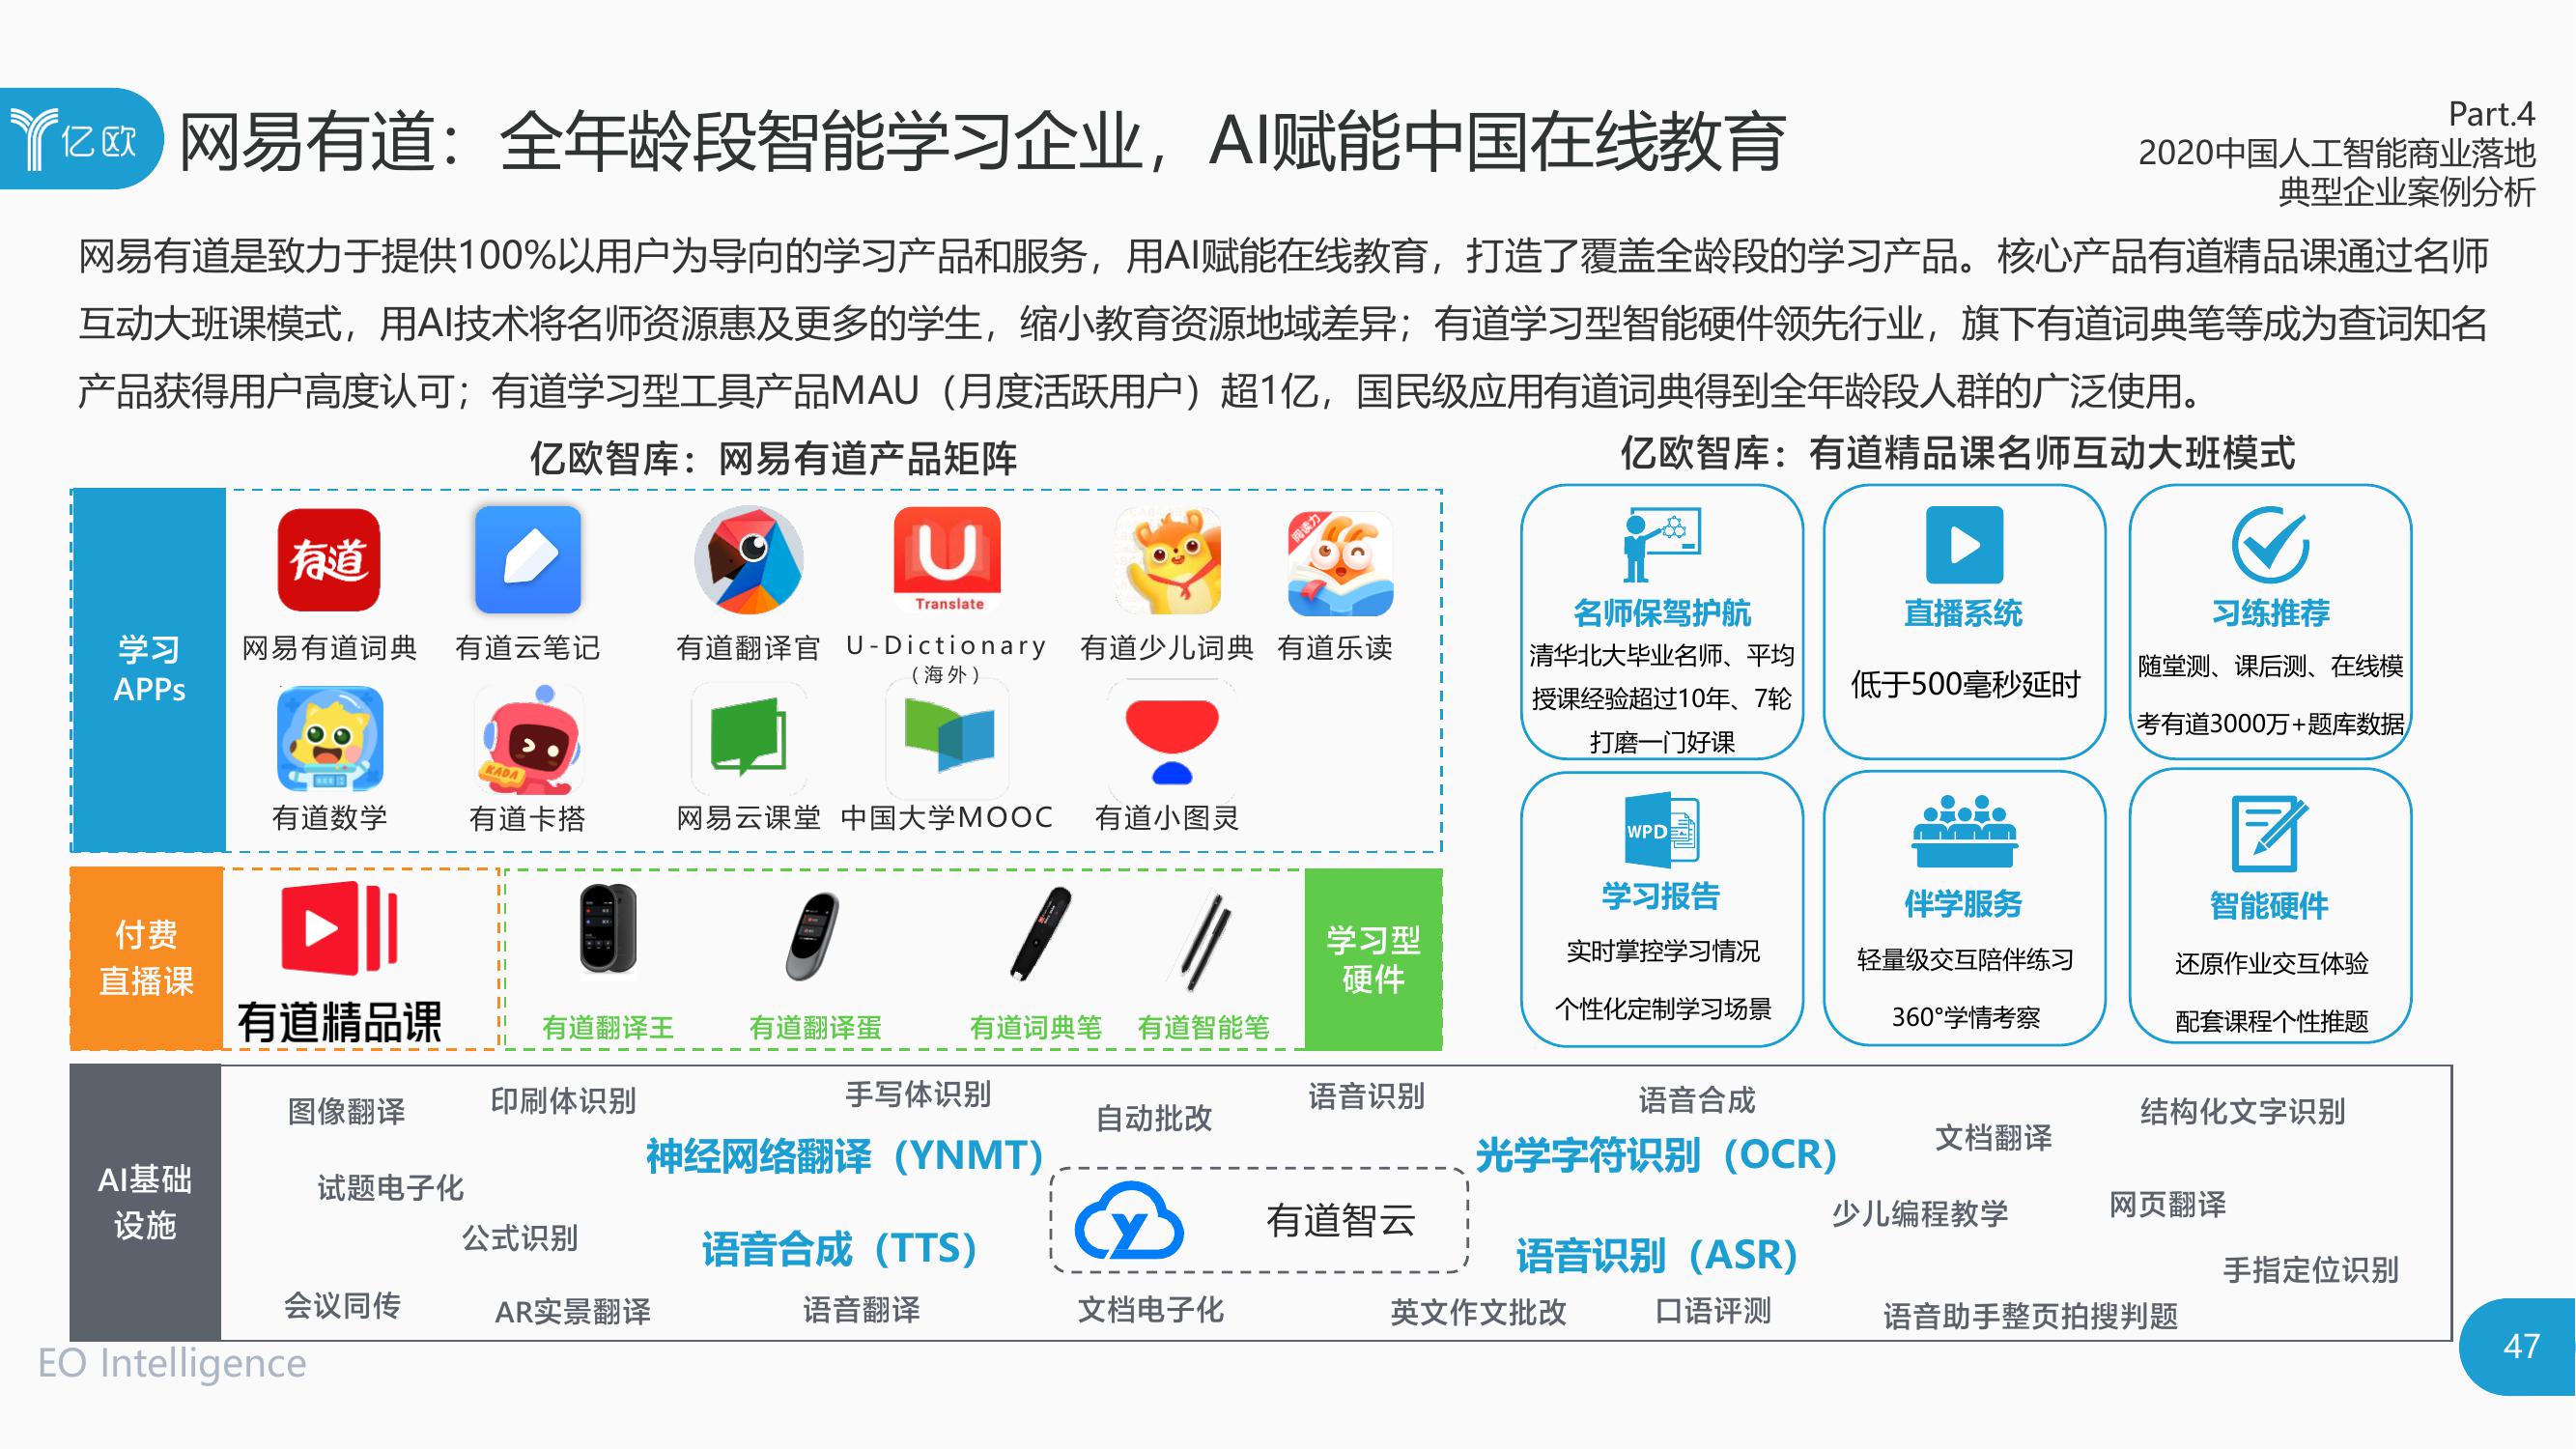 亿欧
网易有道：全年龄段智能学习企业，AI赋能中国在线教育
Part.4
2020中国人工智能商业落地
典型企业案例分析
网易有道是致力于提供100%以用户为导向的学习产品和服务，用AI赋能在线教育，打造了覆盖全龄段的学习产品。核心产品有道精品课通过名师
互动大班课模式，用AI技术将名师资源惠及更多的学生，缩小教育资源地域差异；有道学习型智能硬件领先行业，旗下有道词典笔等成为查词知名
产品获得用户高度认可；有道学习型工具产品MAU（月度活跃用户）超1亿，国民级应用有道词典得到全年龄段人群的广泛使用。
亿欧智库：网易有道产品矩阵
学习
APPs
有道
U
Translate
阅读力
网易有道词典 有道云笔记 有道翻译官 U-Dictionary 有道少儿词典 有道乐读
（海外）
KADA
有道数学 有道卡搭 网易云课堂 中国大学MOOC 有道小图灵
付费
直播课
有道精品课
有道翻译王 有道翻译蛋 有道词典笔 有道智能笔
学习型
硬件
亿欧智库：有道精品课名师互动大班模式
名师保驾护航
清华北大毕业名师、平均
授课经验超过10年、7轮
打磨一门好课
直播系统
低于500毫秒延时
习练推荐
随堂测、课后测、在线模
考有道3000万+题库数据
WPD
学习报告
实时掌控学习情况
个性化定制学习场景
伴学服务
轻量级交互陪伴练习
360°学情考察
智能硬件
还原作业交互体验
配套课程个性推题
AI基础
设施
图像翻译 印刷体识别 手写体识别 自动批改 语音识别 语音合成 文档翻译 结构化文字识别
神经网络翻译（YNMT） 光学字符识别（OCR）
试题电子化 少儿编程教学 网页翻译
y 有道智云
公式识别 语音合成（TTS） 语音识别（ASR） 手指定位识别
会议同传 AR实景翻译 语音翻译 文档电子化 英文作文批改 口语评测 语音助手整页拍搜判题
EO Intelligence
47